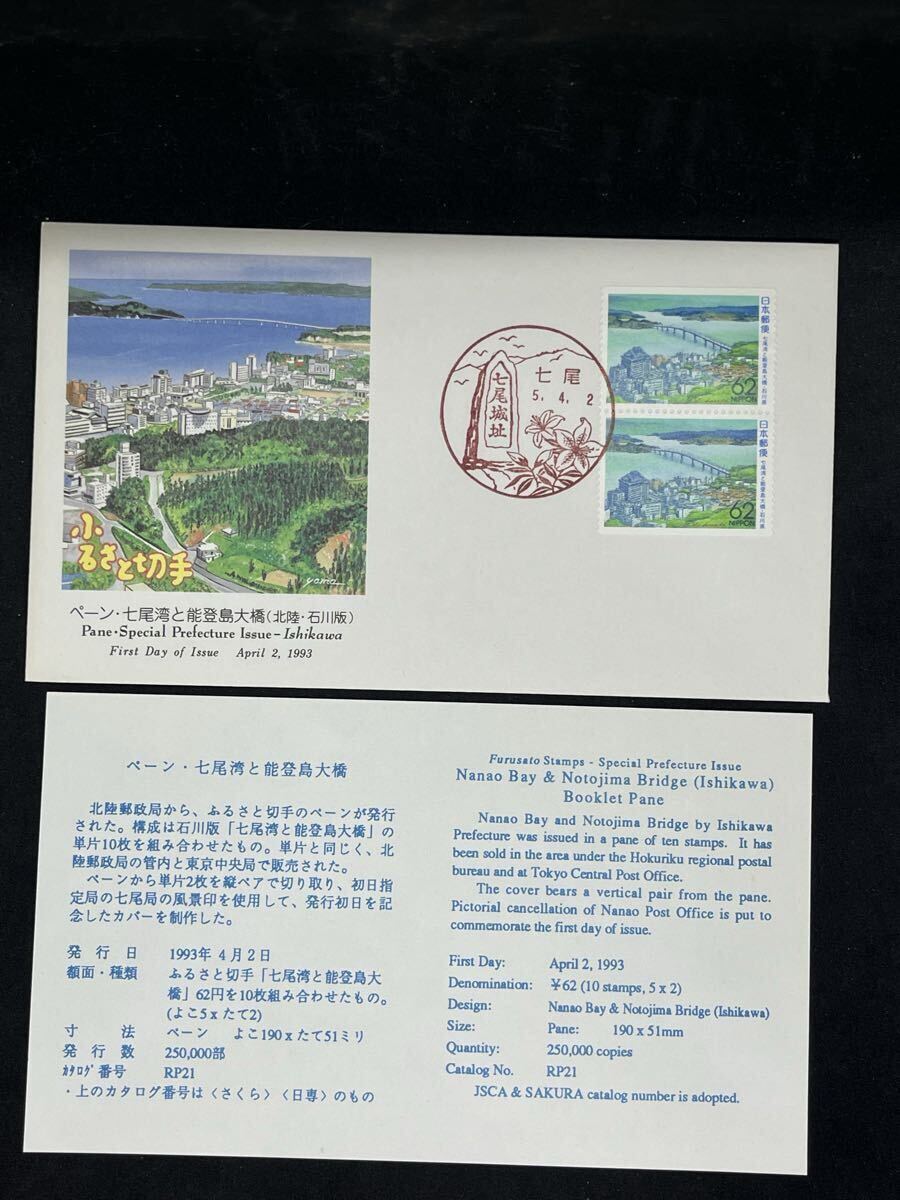 ふるさと切手
yama
ペーン・七尾湾と能登島大橋(北陸・石川版)
Pane・Special Prefecture Issue – Ishikawa
First Day of Issue April 2, 1993
七尾
5. 4. 2
七尾城址
日本郵便
七尾湾と能登島大橋・石川県
62
NIPPON
日本郵便
七尾湾と能登島大橋・石川県
62
NIPPON
ペーン・七尾湾と能登島大橋
北陸郵政局から、ふるさと切手のペーンが発行
された。構成は石川版「七尾湾と能登島大橋」の
単片10枚を組み合わせたもの。単片と同じく、北
陸郵政局の管内と東京中央局で販売された。
ペーンから単片2枚を縦ペアで切り取り、初日指
定局の七尾局の風景印を使用して、発行初日を記
念したカバーを制作した。
発行日 1993年4月2日
額面・種類 ふるさと切手「七尾湾と能登島大
橋」62円を10枚組み合わせたもの。
(よこ5xたて2)
寸法 ペーン よこ190xたて51ミリ
発行数 250,000部
ｶﾀﾛｸﾞ番号 RP21
・上のカタログ番号は〈さくら〉〈日専〉のもの
Furusato Stamps - Special Prefecture Issue
Nanao Bay & Notojima Bridge (Ishikawa)
Booklet Pane
Nanao Bay and Notojima Bridge by Ishikawa
Prefecture was issued in a pane of ten stamps. It has
been sold in the area under the Hokuriku regional postal
bureau and at Tokyo Central Post Office.
The cover bears a vertical pair from the pane.
Pictorial cancellation of Nanao Post Office is put to
commemorate the first day of issue.
First Day: April 2, 1993
Denomination: ¥62 (10 stamps, 5 x 2)
Design: Nanao Bay & Notojima Bridge (Ishikawa)
Size: Pane: 190 x 51mm
Quantity: 250,000 copies
Catalog No. RP21
JSCA & SAKURA catalog number is adopted.